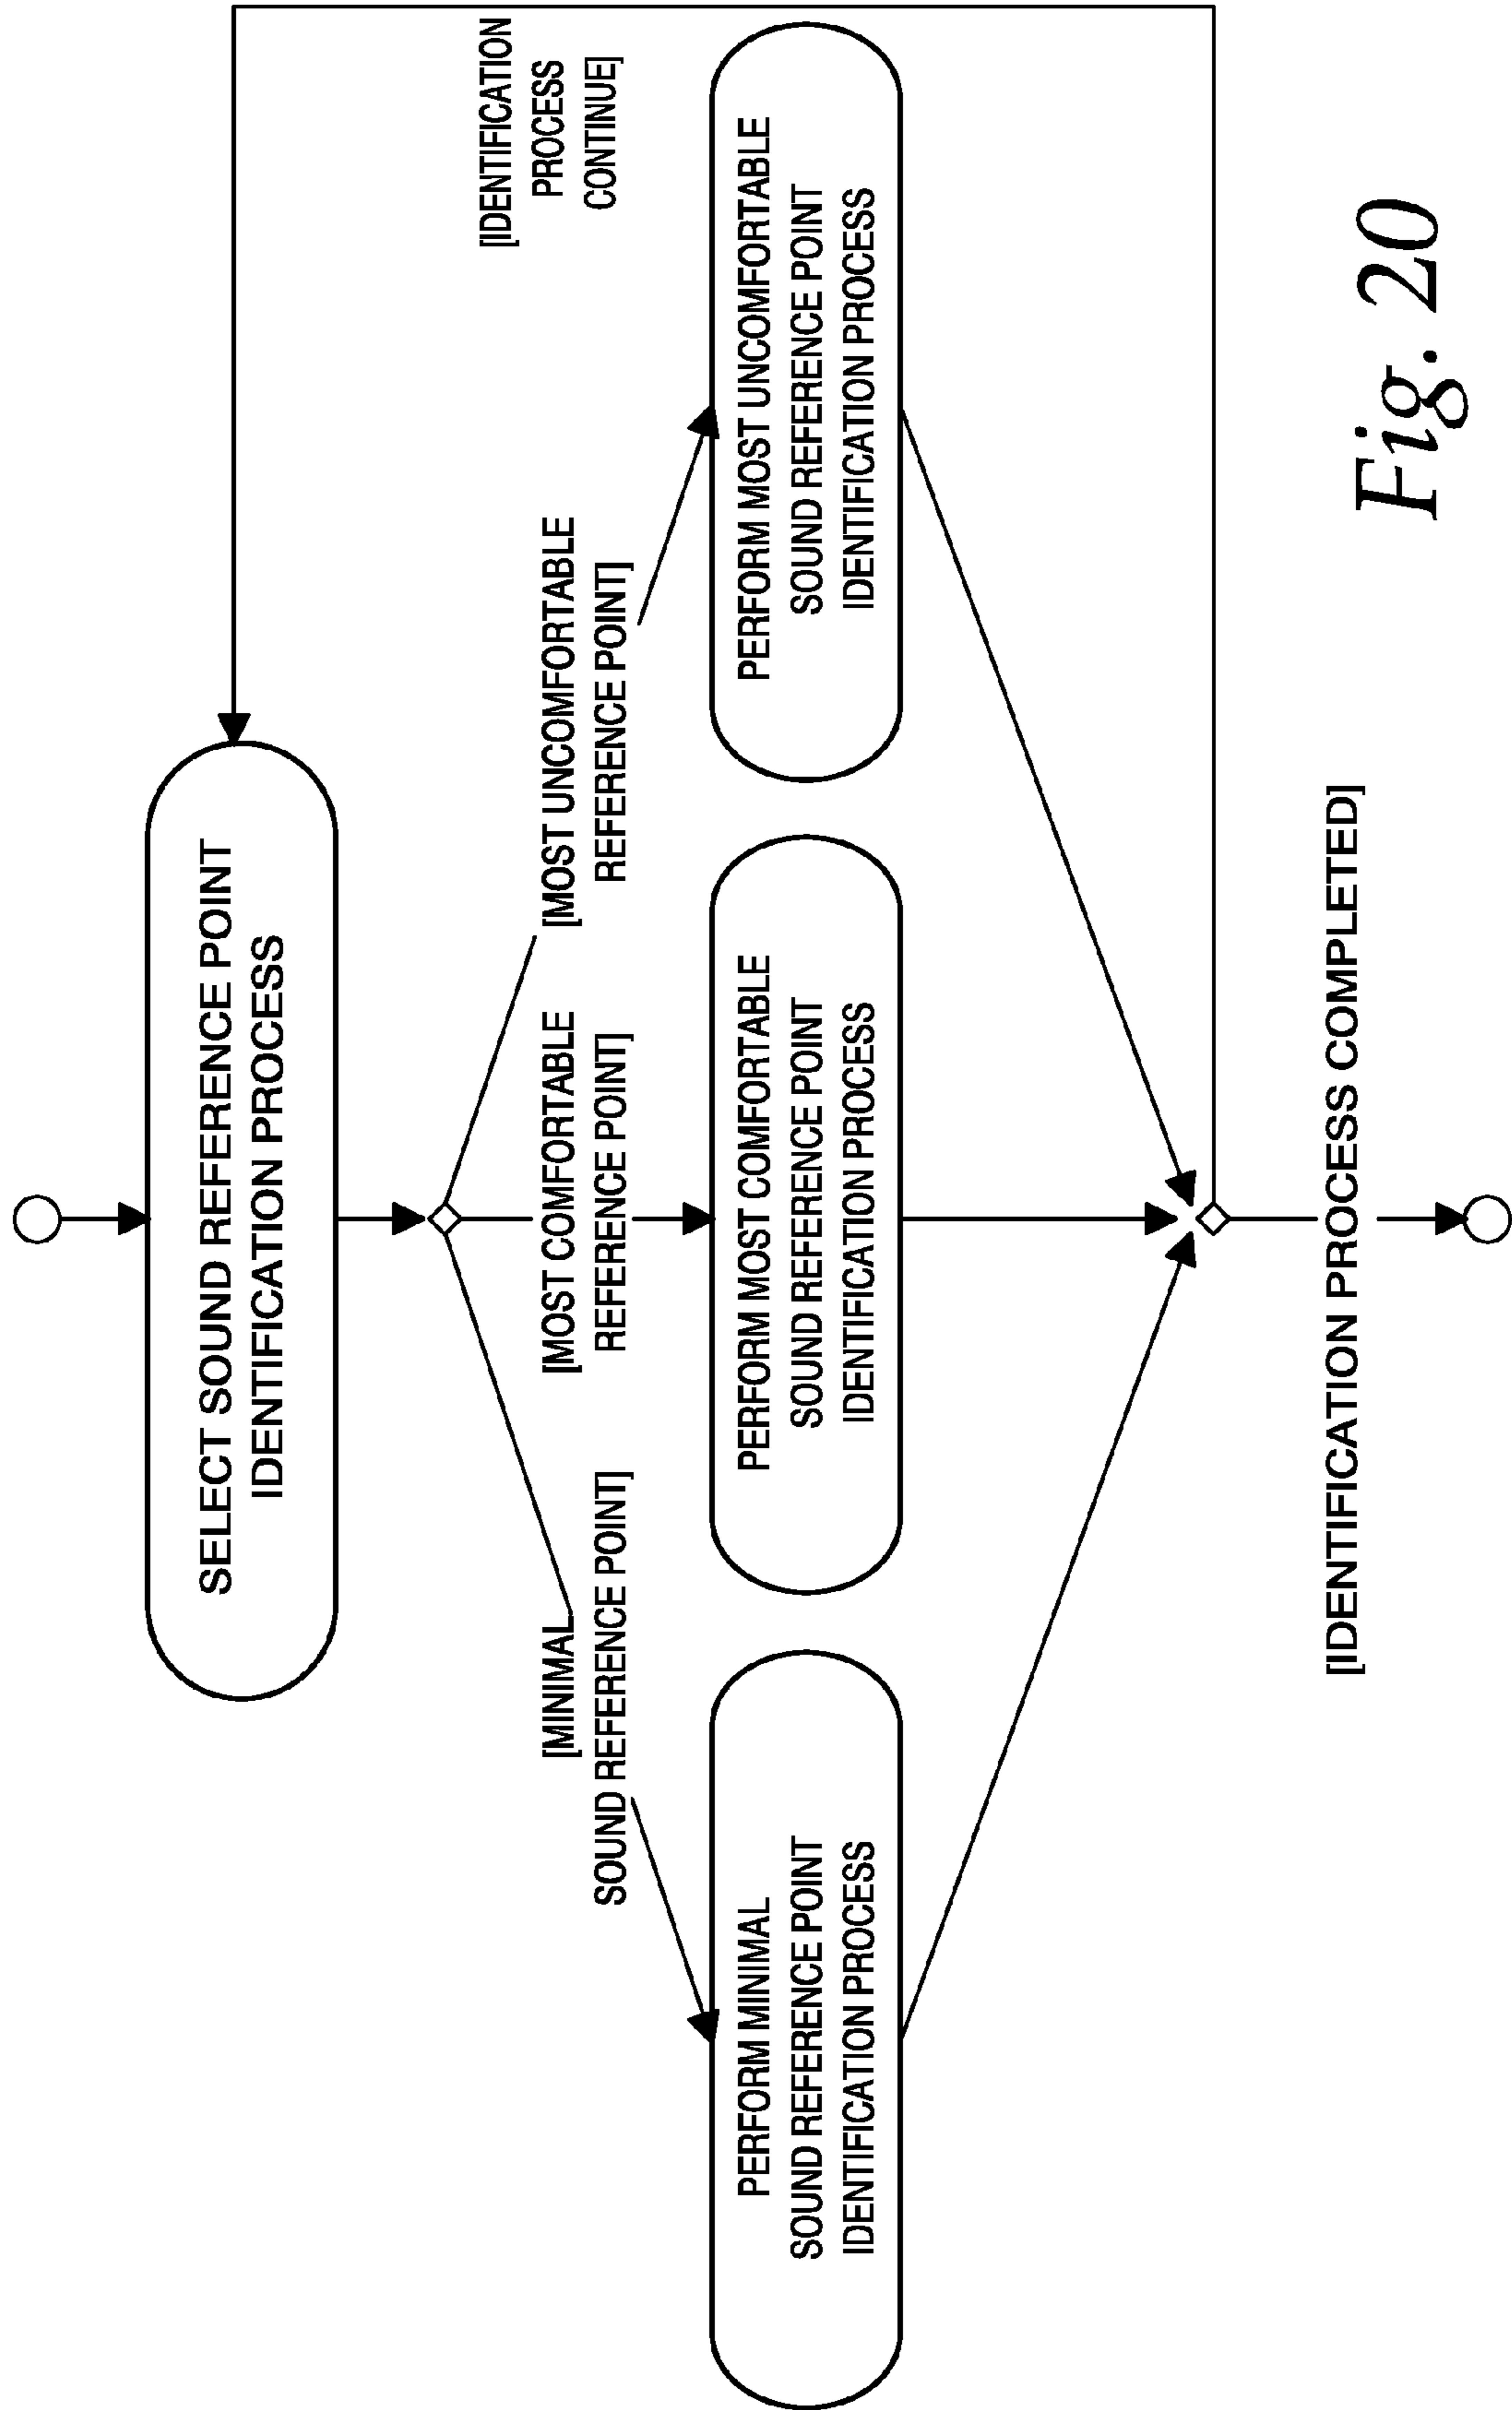 SELECT SOUND REFERENCE POINT
IDENTIFICATION PROCESS
[IDENTIFICATION
PROCESS
CONTINUE]
[MINIMAL
SOUND REFERENCE POINT]
[MOST COMFORTABLE
REFERENCE POINT]
[MOST UNCOMFORTABLE
REFERENCE POINT]
PERFORM MINIMAL
SOUND REFERENCE POINT
IDENTIFICATION PROCESS
PERFORM MOST COMFORTABLE
SOUND REFERENCE POINT
IDENTIFICATION PROCESS
PERFORM MOST UNCOMFORTABLE
SOUND REFERENCE POINT
IDENTIFICATION PROCESS
[IDENTIFICATION PROCESS COMPLETED]
Fig. 20